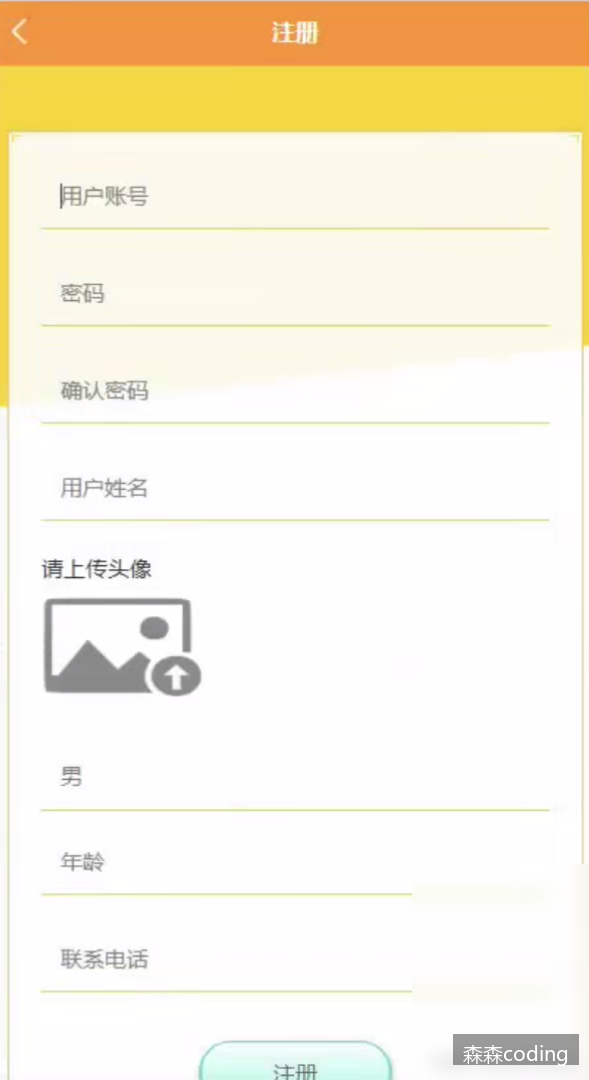 注册
用户账号
密码
确认密码
用户姓名
请上传头像
男
年龄
联系电话
注册
森森coding